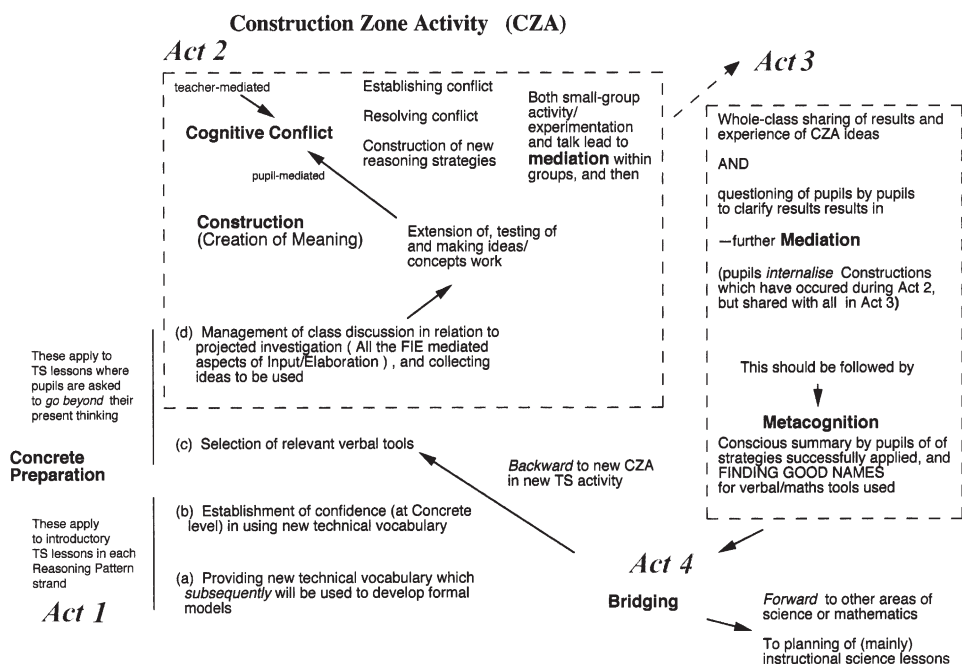 Construction Zone Activity (CZA)
Act 2
teacher-mediated
Cognitive Conflict
pupil-mediated
Construction
(Creation of Meaning)
Establishing conflict
Resolving conflict
Construction of new
reasoning strategies
Both small-group
activity/
experimentation
and talk lead to
mediation within
groups, and then
Extension of, testing of
and making ideas/
concepts work
(d) Management of class discussion in relation to
projected investigation ( All the FIE mediated
aspects of Input/Elaboration ) , and collecting
ideas to be used
Act 3
Whole-class sharing of results and
experience of CZA ideas
AND
questioning of pupils by pupils
to clarify results results in
—further Mediation
(pupils internalise Constructions
which have occured during Act 2,
but shared with all in Act 3)
This should be followed by
Metacognition
Conscious summary by pupils of of
strategies successfully applied, and
FINDING GOOD NAMES
for verbal/maths tools used
These apply to
TS lessons where
pupils are asked
to go beyond their
present thinking
Concrete
Preparation
These apply
to introductory
TS lessons in each
Reasoning Pattern
strand
Act 1
(c) Selection of relevant verbal tools
(b) Establishment of confidence (at Concrete
level) in using new technical vocabulary
(a) Providing new technical vocabulary which
subsequently will be used to develop formal
models
Backward to new CZA
in new TS activity
Act 4
Bridging
Forward to other areas of
science or mathematics
To planning of (mainly)
instructional science lessons